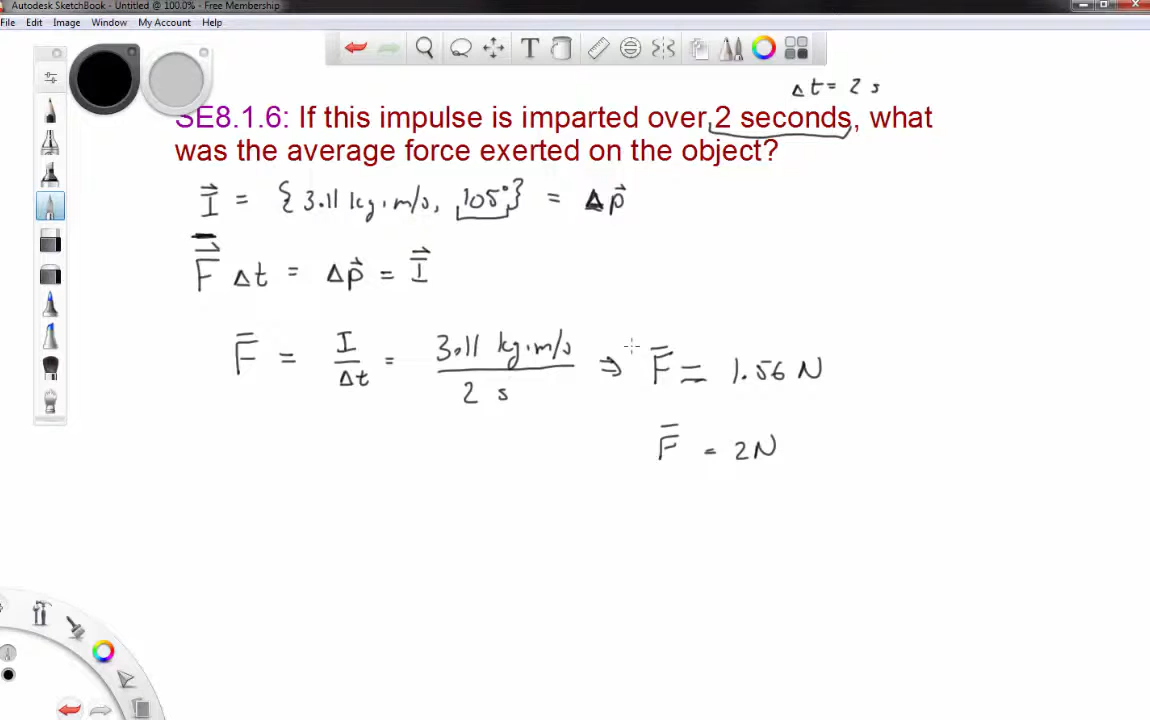 Autodesk SketchBook - Untitled @ 100.0% - Free Membership
File Edit Image Window My Account Help
Δt = 2 s
SE8.1.6: If this impulse is imparted over 2 seconds, what
was the average force exerted on the object?
I⃗ = {3.11 kg·m/s, 105°} = Δp⃗
F̅⃗ Δt = Δp⃗ = I⃗
F̅ = I/Δt = 3.11 kg·m/s / 2 s ⇒ F̅ = 1.56 N
F̅ = 2N